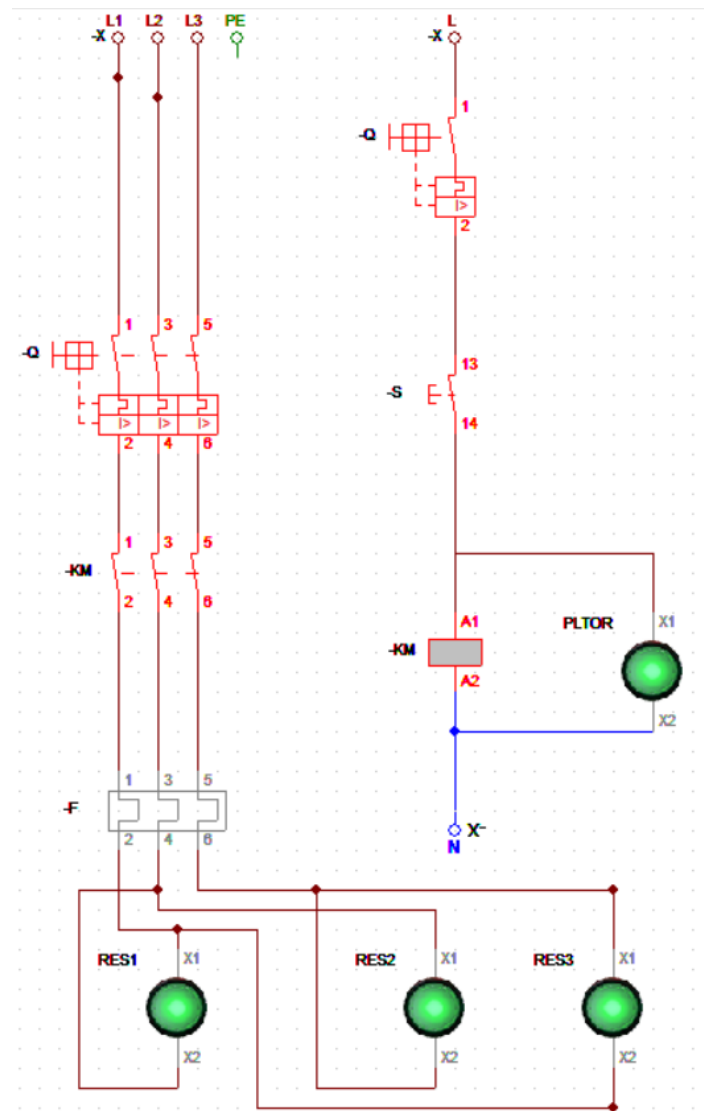 L1 L2 L3 PE L
-X -X
1
-Q
I>
2
1 3 5
-Q
13
-S
14
I> I> I>
2 4 6
1 3 5
-KM
2 4 6
A1 PLTOR X1
-KM
A2
X2
1 3 5
-F
2 4 6
X-
N
RES1 X1 RES2 X1 RES3 X1
X2 X2 X2